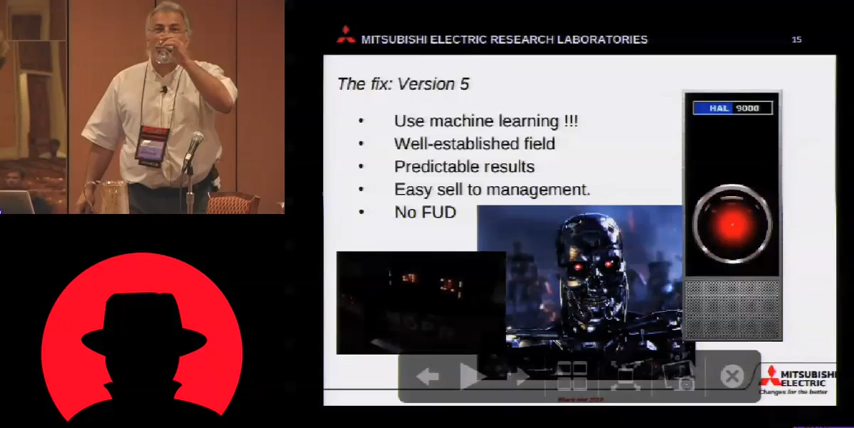 MITSUBISHI ELECTRIC RESEARCH LABORATORIES
15
The fix: Version 5
• Use machine learning !!!
• Well-established field
• Predictable results
• Easy sell to management.
• No FUD
HAL 9000
MITSUBISHI
ELECTRIC
Changes for the better